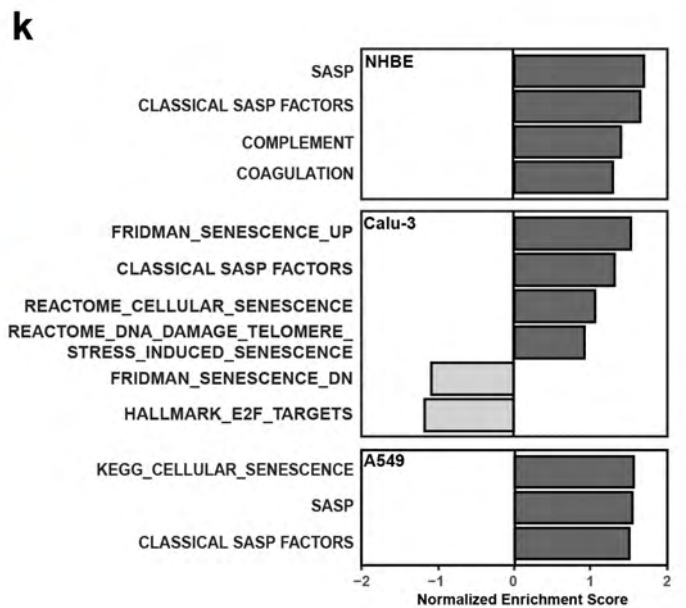 k
NHBE
SASP
CLASSICAL SASP FACTORS
COMPLEMENT
COAGULATION
Calu-3
FRIDMAN_SENESCENCE_UP
CLASSICAL SASP FACTORS
REACTOME_CELLULAR_SENESCENCE
REACTOME_DNA_DAMAGE_TELOMERE_
STRESS_INDUCED_SENESCENCE
FRIDMAN_SENESCENCE_DN
HALLMARK_E2F_TARGETS
A549
KEGG_CELLULAR_SENESCENCE
SASP
CLASSICAL SASP FACTORS
−2 −1 0 1 2
Normalized Enrichment Score